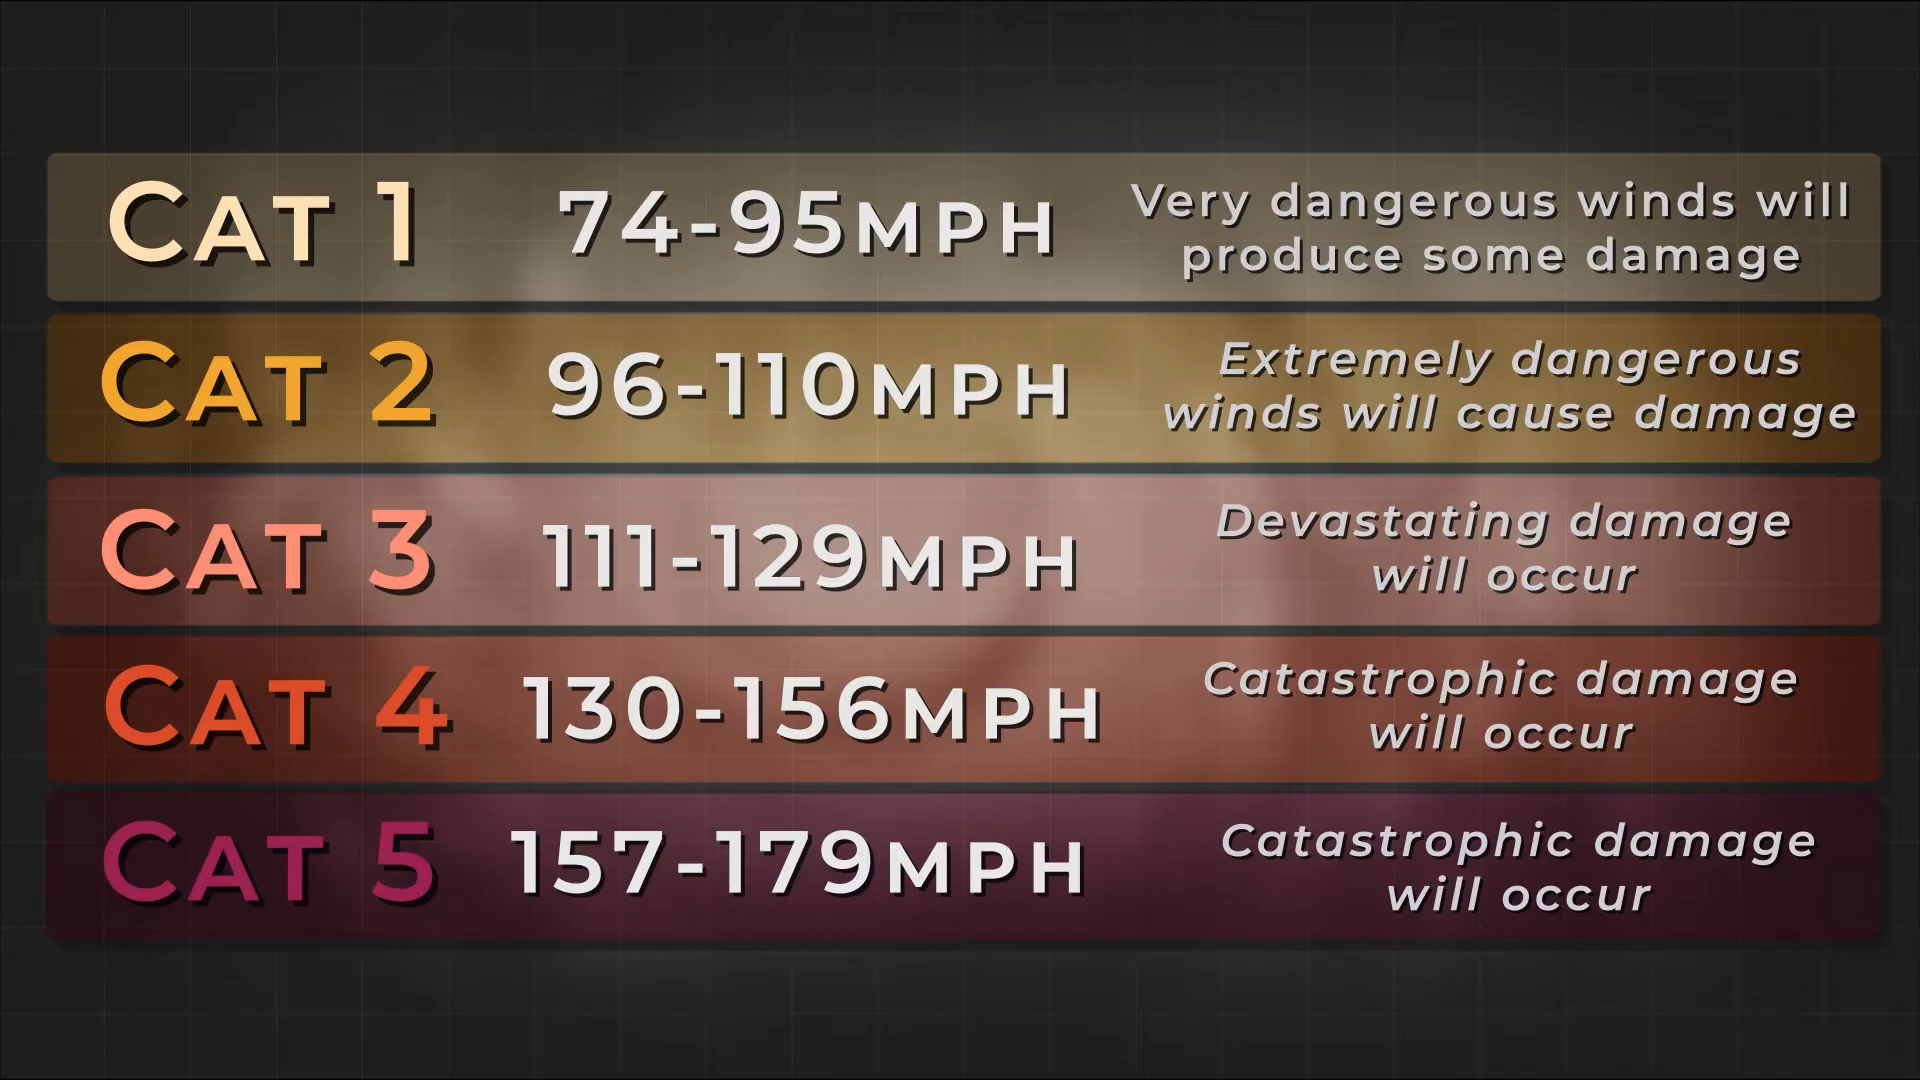 CAT 1 74-95MPH Very dangerous winds will
produce some damage
CAT 2 96-110MPH Extremely dangerous
winds will cause damage
CAT 3 111-129MPH Devastating damage
will occur
CAT 4 130-156MPH Catastrophic damage
will occur
CAT 5 157-179MPH Catastrophic damage
will occur